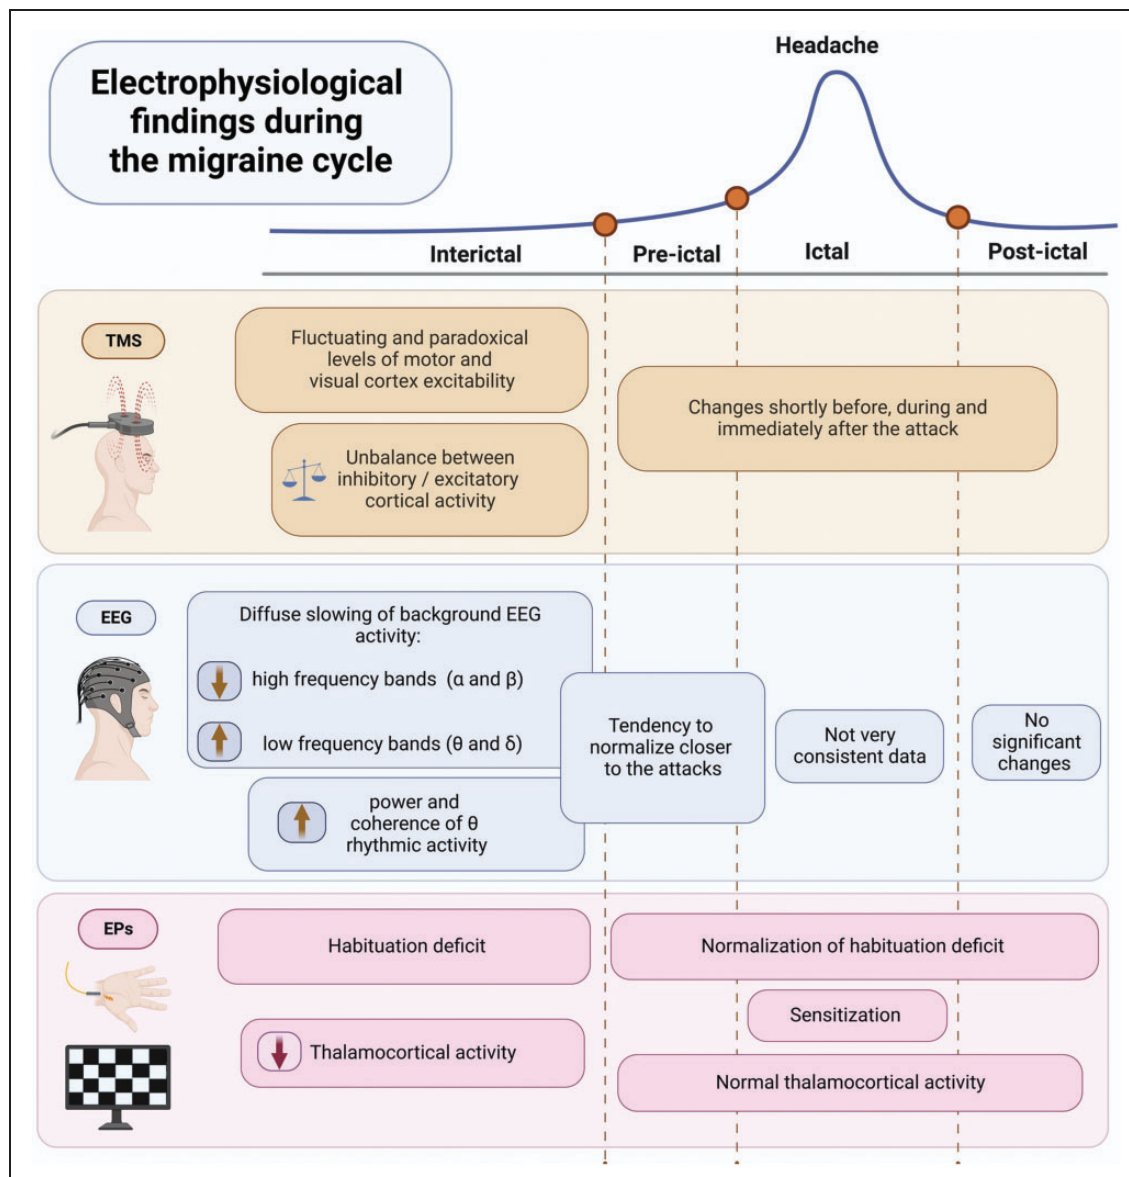 Electrophysiological
findings during
the migraine cycle
Headache
Interictal
Pre-ictal
Ictal
Post-ictal
TMS
Fluctuating and paradoxical
levels of motor and
visual cortex excitability
Unbalance between
inhibitory / excitatory
cortical activity
Changes shortly before, during and
immediately after the attack
EEG
Diffuse slowing of background EEG
activity:
high frequency bands (α and β)
low frequency bands (θ and δ)
power and
coherence of θ
rhythmic activity
Tendency to
normalize closer
to the attacks
Not very
consistent data
No
significant
changes
EPs
Habituation deficit
Normalization of habituation deficit
Sensitization
Thalamocortical activity
Normal thalamocortical activity